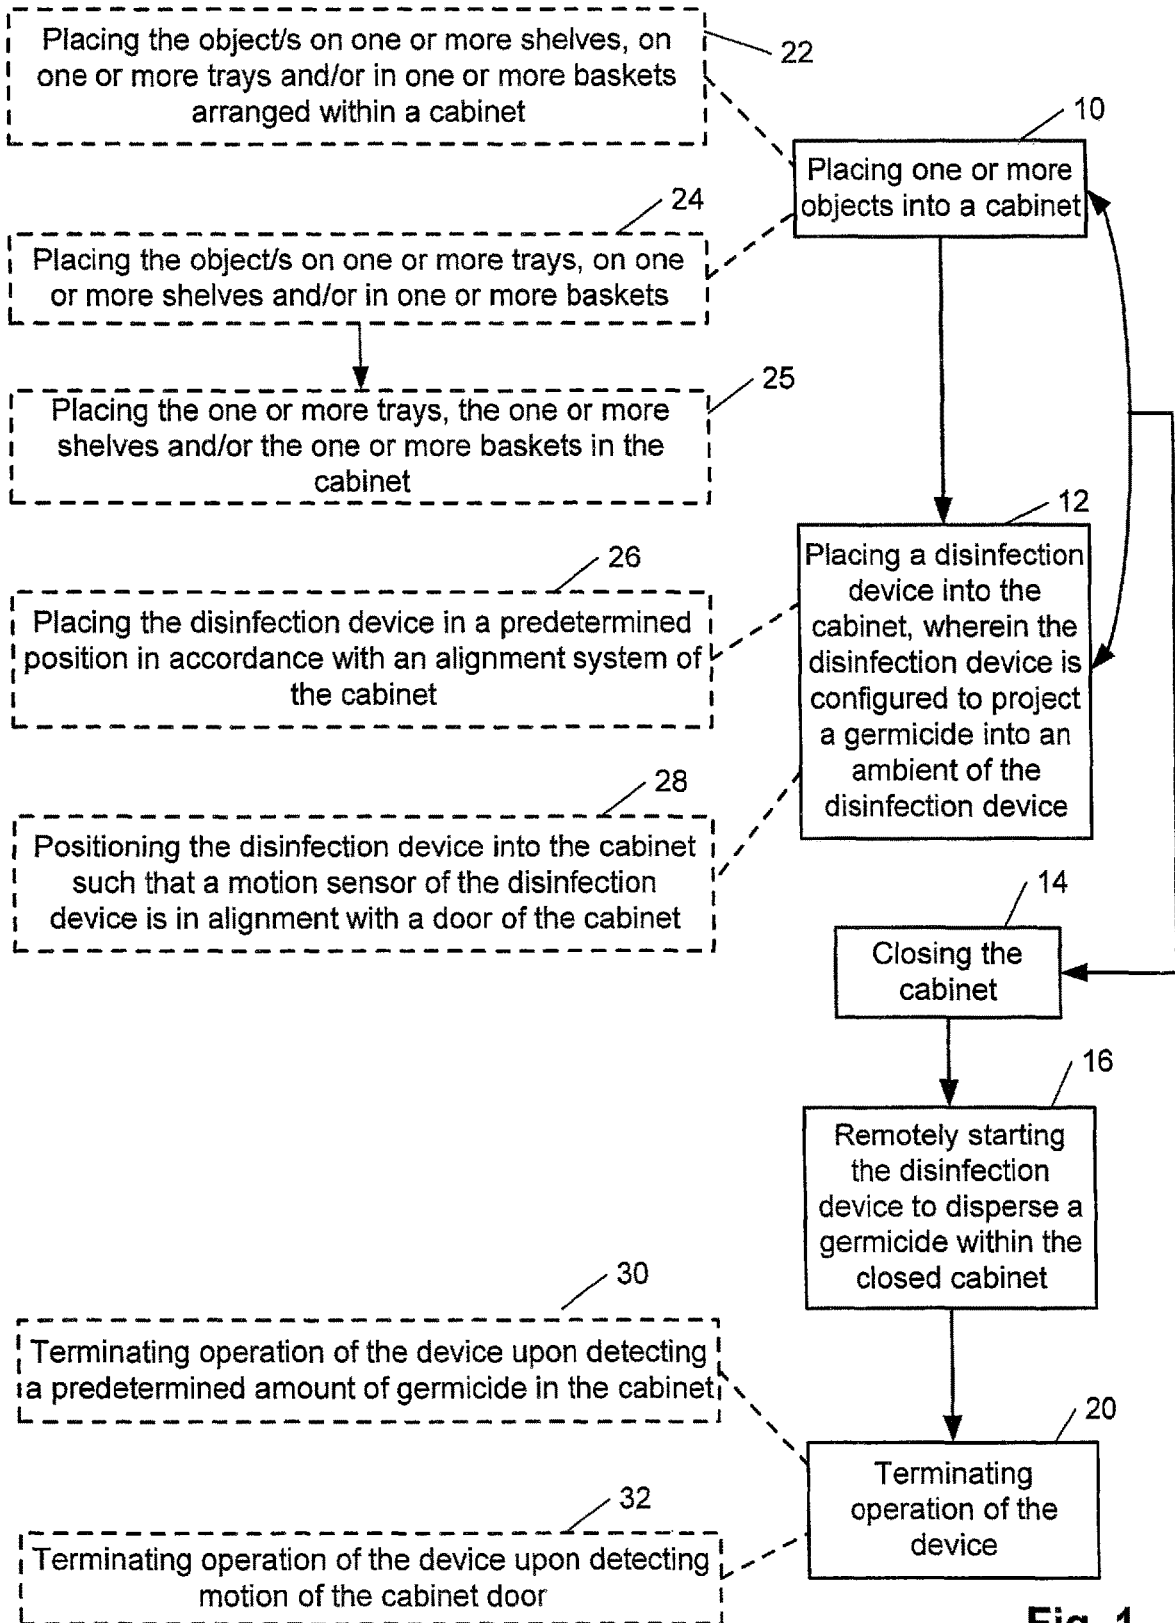 Placing the object/s on one or more shelves, on
one or more trays and/or in one or more baskets
arranged within a cabinet
22
10
Placing one or more
objects into a cabinet
24
Placing the object/s on one or more trays, on one
or more shelves and/or in one or more baskets
25
Placing the one or more trays, the one or more
shelves and/or the one or more baskets in the
cabinet
12
Placing a disinfection
device into the
cabinet, wherein the
disinfection device is
configured to project
a germicide into an
ambient of the
disinfection device
26
Placing the disinfection device in a predetermined
position in accordance with an alignment system of
the cabinet
28
Positioning the disinfection device into the cabinet
such that a motion sensor of the disinfection
device is in alignment with a door of the cabinet
14
Closing the
cabinet
16
Remotely starting
the disinfection
device to disperse a
germicide within the
closed cabinet
30
Terminating operation of the device upon detecting
a predetermined amount of germicide in the cabinet
20
Terminating
operation of the
device
32
Terminating operation of the device upon detecting
motion of the cabinet door
Fig. 1